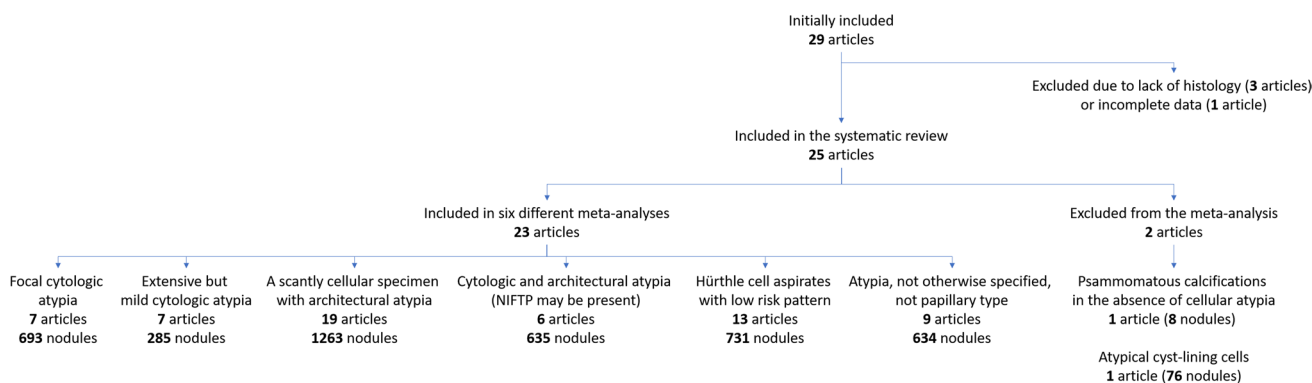 Initially included
29 articles
Excluded due to lack of histology (3 articles)
or incomplete data (1 article)
Included in the systematic review
25 articles
Included in six different meta-analyses
23 articles
Excluded from the meta-analysis
2 articles
Focal cytologic
atypia
7 articles
693 nodules
Extensive but
mild cytologic atypia
7 articles
285 nodules
A scantly cellular specimen
with architectural atypia
19 articles
1263 nodules
Cytologic and architectural atypia
(NIFTP may be present)
6 articles
635 nodules
Hürthle cell aspirates
with low risk pattern
13 articles
731 nodules
Atypia, not otherwise specified,
not papillary type
9 articles
634 nodules
Psammomatous calcifications
in the absence of cellular atypia
1 article (8 nodules)
Atypical cyst-lining cells
1 article (76 nodules)